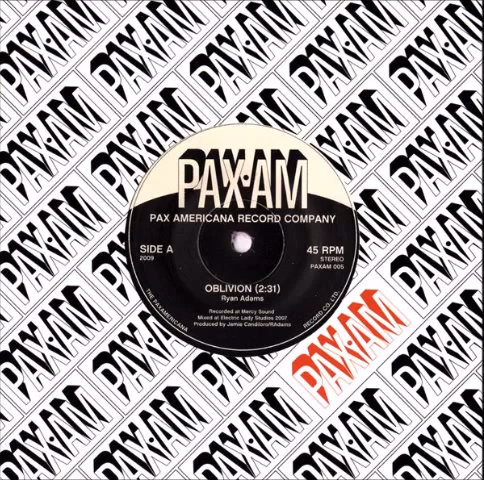 PAX·AM
PAX AMERICANA RECORD COMPANY
SIDE A
2009
45 RPM
STEREO
PAXAM 005
OBLIVION (2:31)
Ryan Adams
Recorded at Mercy Sound
Mixed at Electric Lady Studios 2007
Produced by Jamie Candiloro/RAdams
THE PAXAMERICANA
RECORD CO. LTD.
PAX·AM